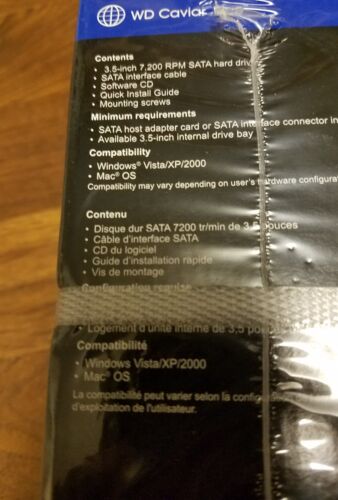 WD Caviar
Contents
• 3.5-inch 7,200 RPM SATA hard drive
• SATA interface cable
• Software CD
• Quick Install Guide
• Mounting screws
Minimum requirements
• SATA host adapter card or SATA interface connector
• Available 3.5-inch internal drive bay
Compatibility
• Windows® Vista/XP/2000
• Mac® OS
Compatibility may vary depending on user's hardware
Contenu
• Disque dur SATA 7200 tr/min de 3,5 pouces
• Câble d'interface SATA
• CD du logiciel
• Guide d'installation rapide
• Vis de montage
Configuration requise
• Logement d'unité interne de 3,5
Compatibilité
• Windows Vista/XP/2000
• Mac® OS
La compatibilité peut varier selon la
d'exploitation de l'utilisateur.